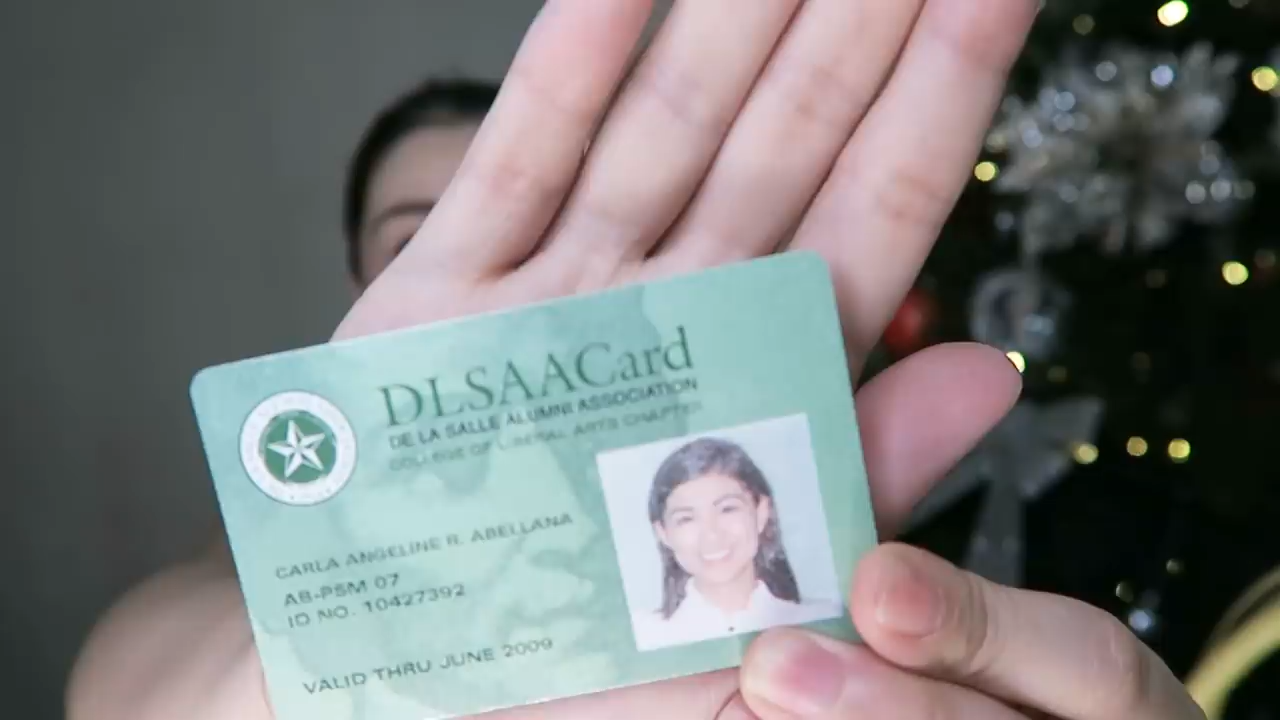 DLSAACard
DE LA SALLE ALUMNI ASSOCIATION
COLLEGE OF LIBERAL ARTS CHAPTER
CARLA ANGELINE R. ABELLANA
AB-PSM 07
ID NO. 10427392
VALID THRU JUNE 2009